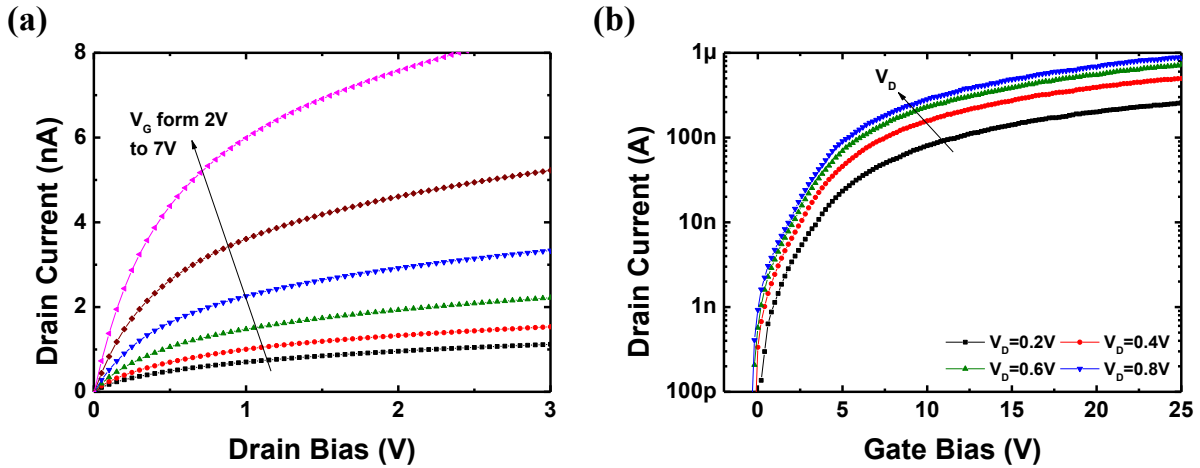 (a)
8
6
4
2
0
0
1
2
3
Drain Current (nA)
Drain Bias (V)
V_G form 2V
to 7V
(b)
1μ
100n
10n
1n
100p
0
5
10
15
20
25
Drain Current (A)
Gate Bias (V)
V_D
V_D=0.2V V_D=0.4V
V_D=0.6V V_D=0.8V